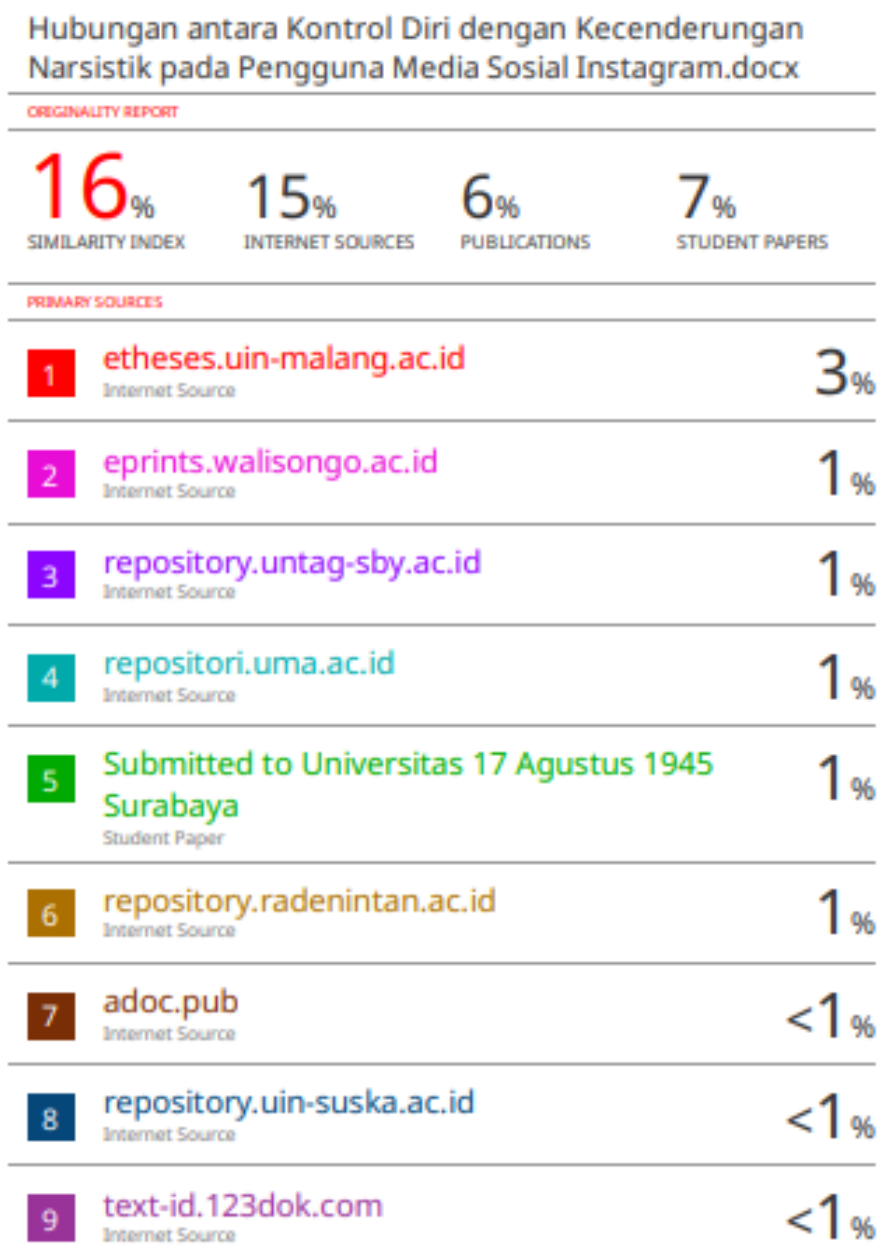 Hubungan antara Kontrol Diri dengan Kecenderungan
Narsistik pada Pengguna Media Sosial Instagram.docx
ORIGINALITY REPORT
16%
SIMILARITY INDEX
15%
INTERNET SOURCES
6%
PUBLICATIONS
7%
STUDENT PAPERS
PRIMARY SOURCES
1
etheses.uin-malang.ac.id
Internet Source
3%
2
eprints.walisongo.ac.id
Internet Source
1%
3
repository.untag-sby.ac.id
Internet Source
1%
4
repositori.uma.ac.id
Internet Source
1%
5
Submitted to Universitas 17 Agustus 1945
Surabaya
Student Paper
1%
6
repository.radenintan.ac.id
Internet Source
1%
7
adoc.pub
Internet Source
<1%
8
repository.uin-suska.ac.id
Internet Source
<1%
9
text-id.123dok.com
Internet Source
<1%